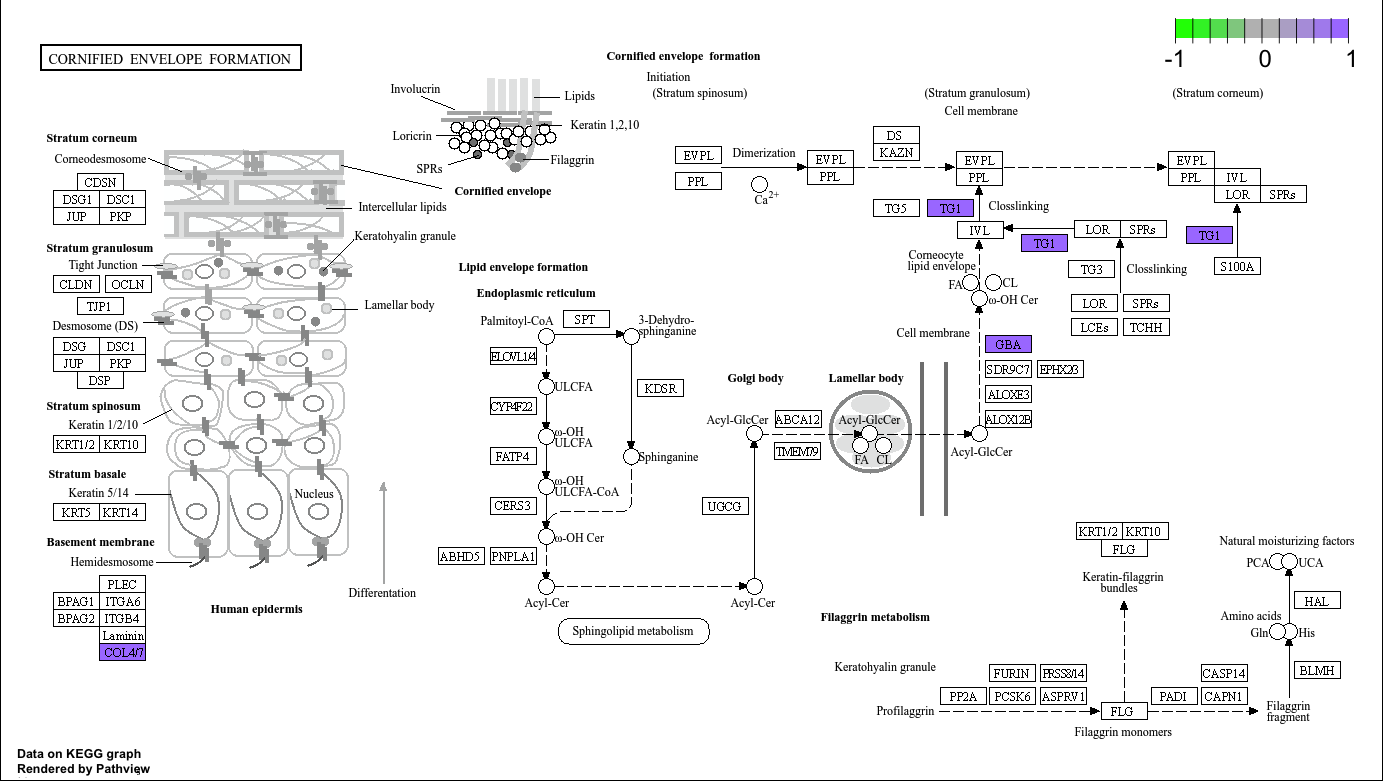 CORNIFIED ENVELOPE FORMATION
-1 0 1
Cornified envelope formation
Initiation
(Stratum spinosum)
(Stratum granulosum)
(Stratum corneum)
Cell membrane
Involucrin
Lipids
Keratin 1,2,10
Loricrin
SPRs
Filaggrin
Cornified envelope
Stratum corneum
Corneodesmosome
CDSN
DSG1 DSC1
JUP PKP
Intercellular lipids
Keratohyalin granule
Stratum granulosum
Tight Junction
CLDN OCLN
TJP1
Lamellar body
Desmosome (DS)
DSG DSC1
JUP PKP
DSP
Stratum spinosum
Keratin 1/2/10
KRT1/2 KRT10
Stratum basale
Keratin 5/14
KRT5 KRT14
Nucleus
Basement membrane
Hemidesmosome
PLEC
BPAG1 ITGA6
BPAG2 ITGB4
Laminin
COL4/7
Human epidermis
Differentation
EVPL
PPL
Dimerization
Ca2+
EVPL
PPL
DS
KAZN
EVPL
PPL
EVPL
PPL IVL
LOR SPRs
TG5 TG1
Closslinking
IVL
TG1
LOR SPRs
TG1
S100A
TG3
Closslinking
LOR SPRs
LCEs TCHH
Corneocyte
lipid envelope
FA CL
ω-OH Cer
Cell membrane
GBA
SDR9C7 EPHX2/3
ALOXE3
ALOX12B
Acyl-GlcCer
Lipid envelope formation
Endoplasmic reticulum
Palmitoyl-CoA
SPT
3-Dehydro-
sphinganine
ELOVL1/4
ULCFA
KDSR
CYP4F22
ω-OH
ULCFA
FATP4
Sphinganine
ω-OH
ULCFA-CoA
CERS3
ω-OH Cer
ABHD5 PNPLA1
Acyl-Cer
Acyl-Cer
UGCG
Sphingolipid metabolism
Golgi body
Acyl-GlcCer
ABCA12
TMEM79
Lamellar body
Acyl-GlcCer
FA CL
Filaggrin metabolism
Keratohyalin granule
Profilaggrin
FURIN PRSS8/14
PP2A PCSK6 ASPRV1
FLG
Filaggrin monomers
KRT1/2 KRT10
FLG
Keratin-filaggrin
bundles
CASP14
PADI CAPN1
Filaggrin
fragment
BLMH
Amino acids
Gln His
HAL
Natural moisturizing factors
PCA UCA
Data on KEGG graph
Rendered by Pathview